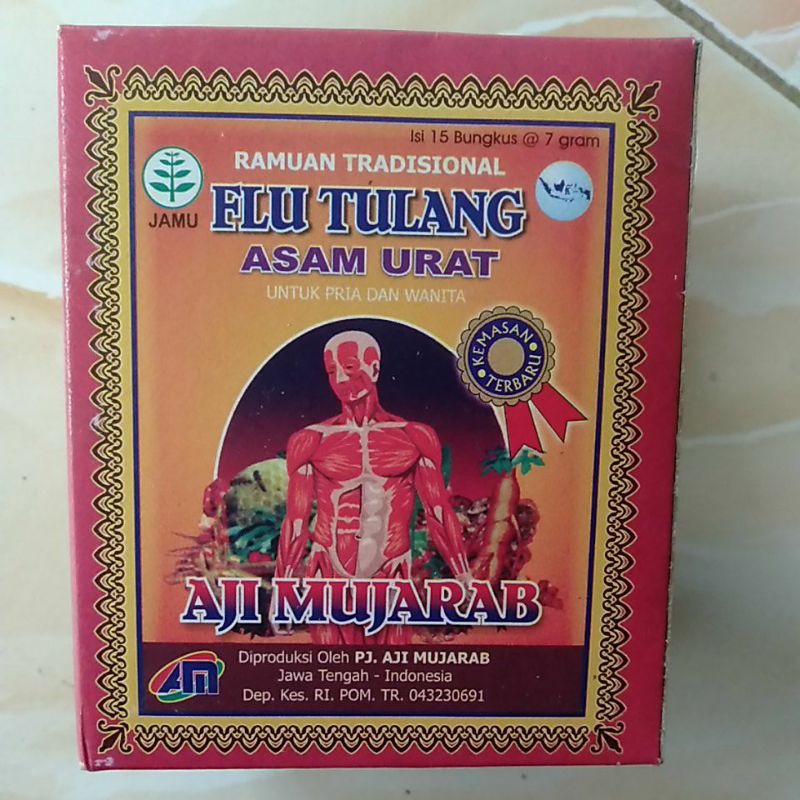 Isi 15 Bungkus @ 7 gram
RAMUAN TRADISIONAL
JAMU
FLU TULANG
ASAM URAT
UNTUK PRIA DAN WANITA
KEMASAN
TERBARU
AJI MUJARAB
AM
Diproduksi Oleh PJ. AJI MUJARAB
Jawa Tengah - Indonesia
Dep. Kes. RI. POM. TR. 043230691